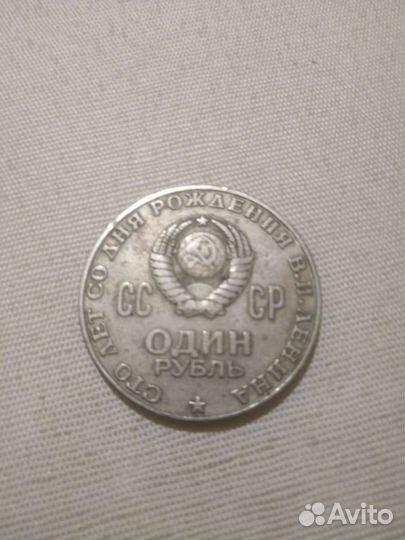 СТО ЛЕТ СО ДНЯ РОЖДЕНИЯ В.И.ЛЕНИНА
СС СР
ОДИН
РУБЛЬ
Avito